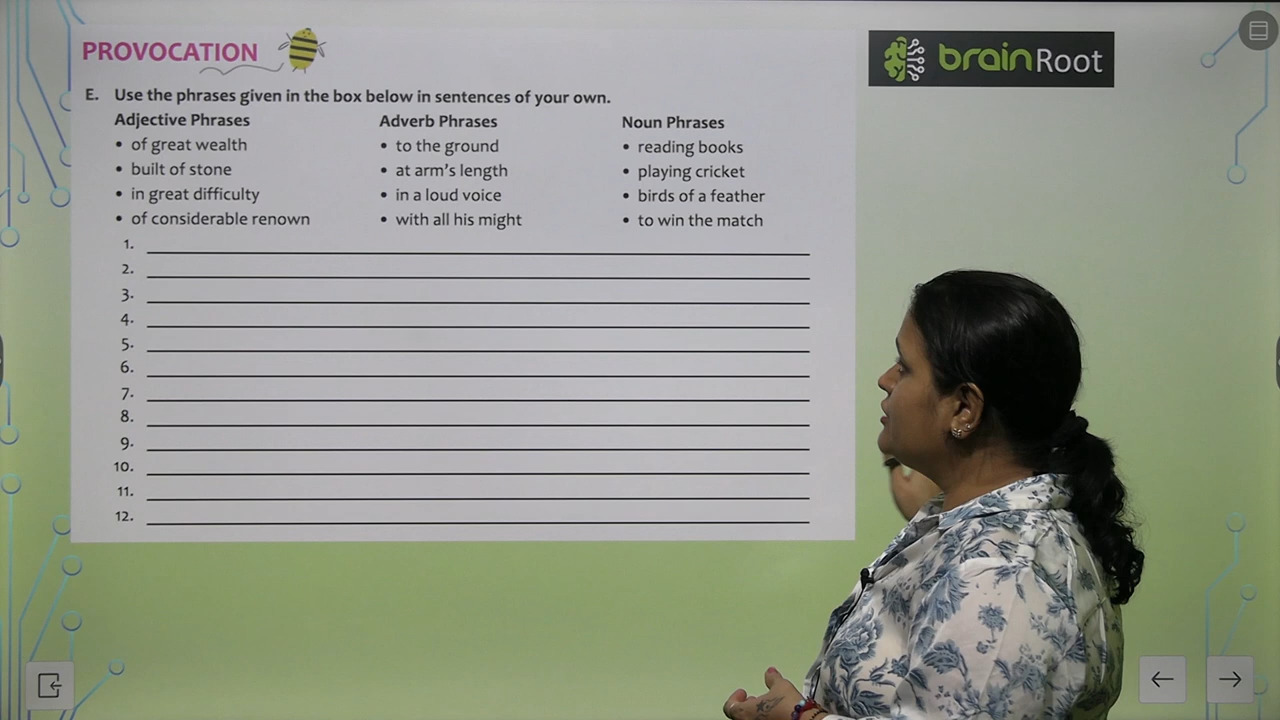 PROVOCATION
brainRoot
E. Use the phrases given in the box below in sentences of your own.
Adjective Phrases Adverb Phrases Noun Phrases
• of great wealth • to the ground • reading books
• built of stone • at arm's length • playing cricket
• in great difficulty • in a loud voice • birds of a feather
• of considerable renown • with all his might • to win the match
1.
2.
3.
4.
5.
6.
7.
8.
9.
10.
11.
12.